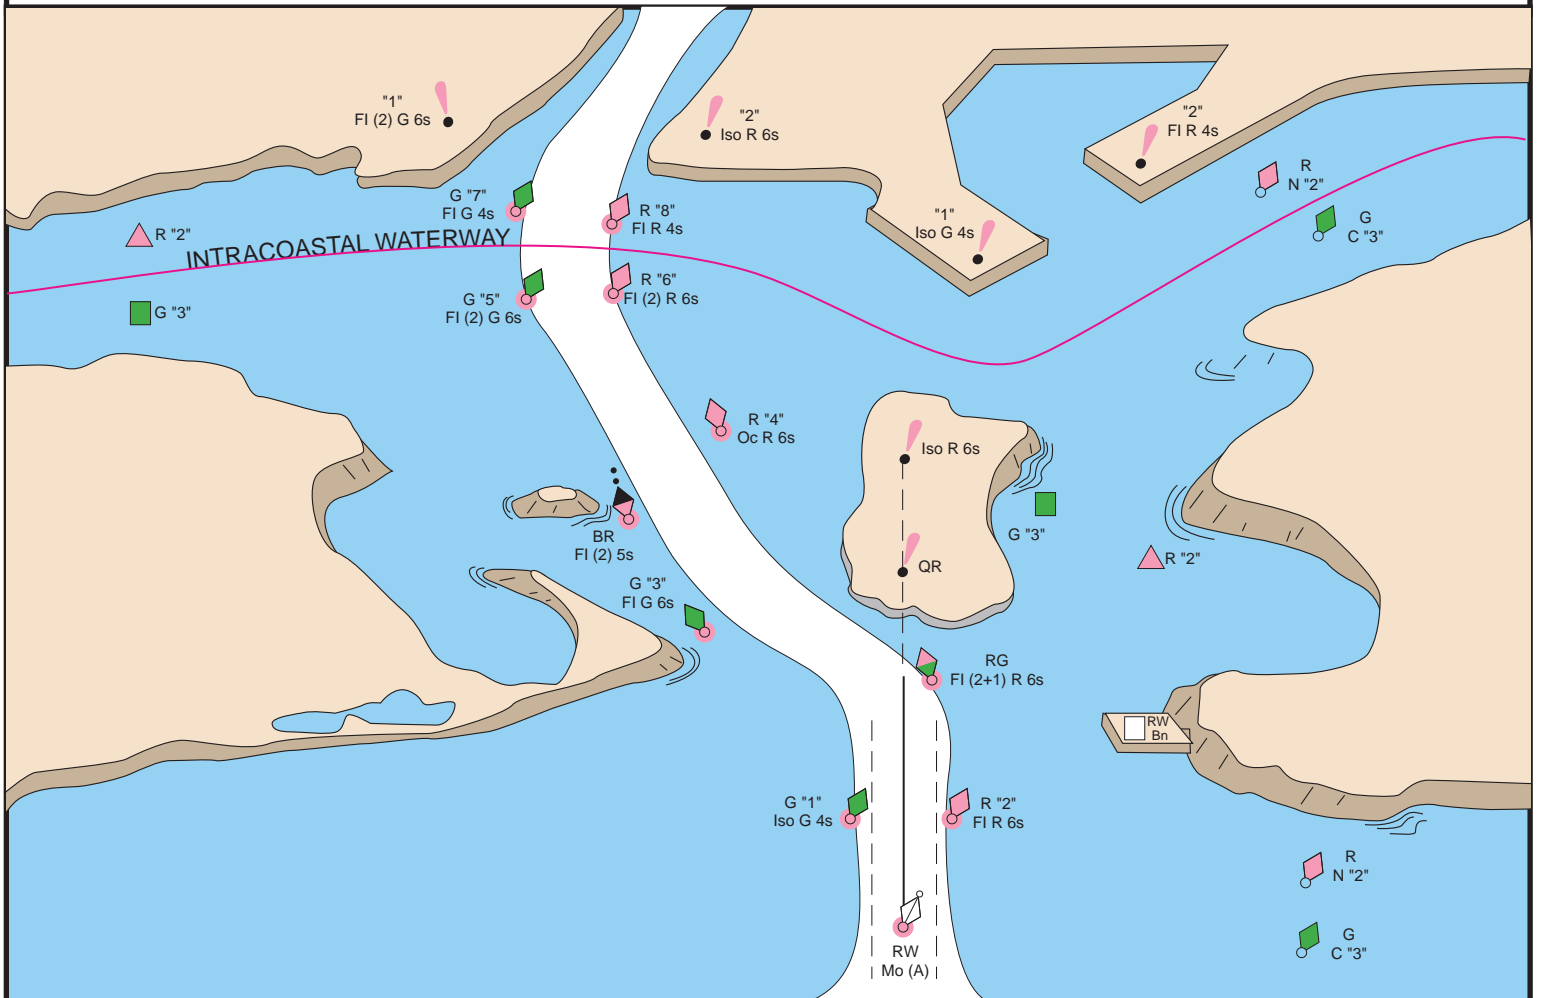 "1"
Fl (2) G 6s
"2"
Iso R 6s
"2"
Fl R 4s
R
N "2"
G "7"
Fl G 4s
R "8"
Fl R 4s
"1"
Iso G 4s
G
C "3"
R "2"
INTRACOASTAL WATERWAY
G "5"
Fl (2) G 6s
R "6"
Fl (2) R 6s
G "3"
R "4"
Oc R 6s
Iso R 6s
BR
Fl (2) 5s
G "3"
R "2"
QR
G "3"
Fl G 6s
RG
Fl (2+1) R 6s
RW
Bn
G "1"
Iso G 4s
R "2"
Fl R 6s
R
N "2"
G
C "3"
RW
Mo (A)